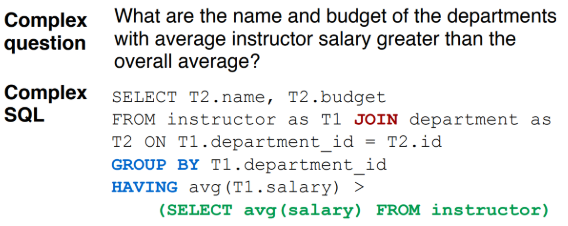 Complex question
What are the name and budget of the departments
with average instructor salary greater than the
overall average?
Complex SQL
SELECT T2.name, T2.budget
FROM instructor as T1 JOIN department as
T2 ON T1.department_id = T2.id
GROUP BY T1.department_id
HAVING avg(T1.salary) >
(SELECT avg(salary) FROM instructor)